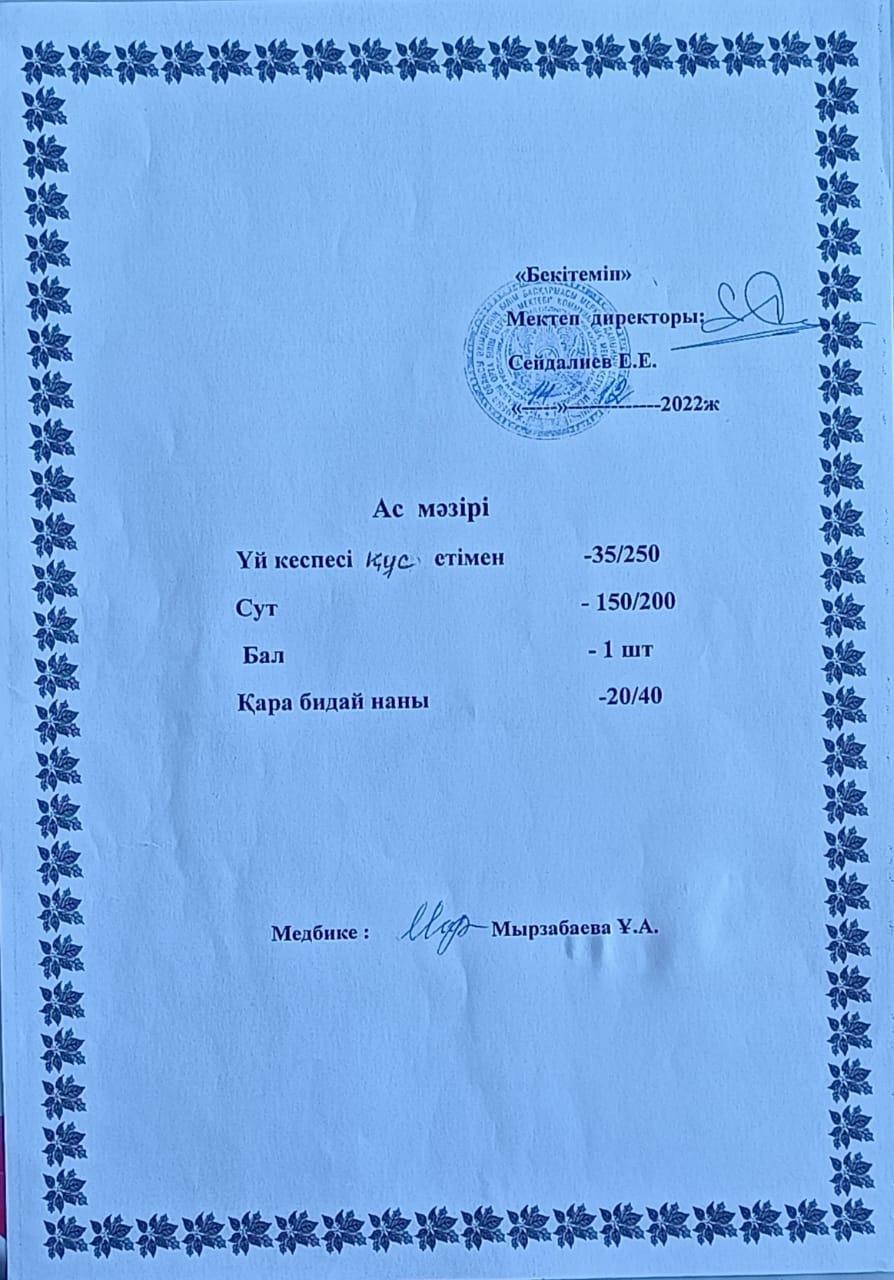 «Бекітемін»
Мектеп директоры:
Сейдалиев Е.Е.
«--14--»----12--------2022ж
Ас мәзірі
Үй кеспесі құс етімен -35/250
Сүт - 150/200
Бал - 1 шт
Қара бидай наны -20/40
Медбике : Мырзабаева Ұ.А.